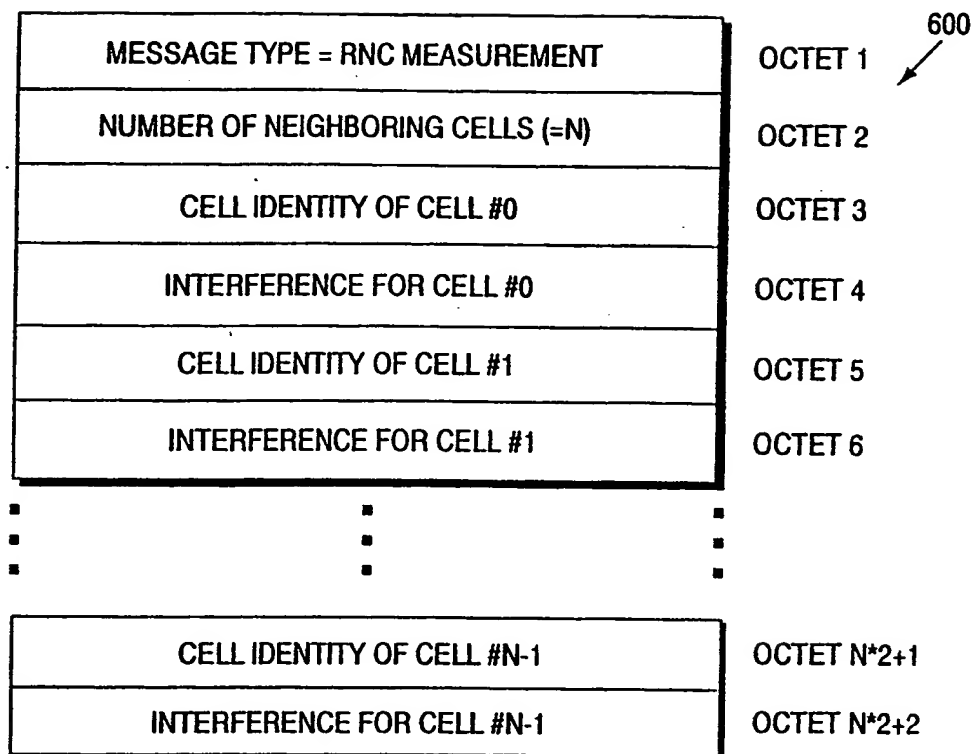 600
MESSAGE TYPE = RNC MEASUREMENT OCTET 1
NUMBER OF NEIGHBORING CELLS (=N) OCTET 2
CELL IDENTITY OF CELL #0 OCTET 3
INTERFERENCE FOR CELL #0 OCTET 4
CELL IDENTITY OF CELL #1 OCTET 5
INTERFERENCE FOR CELL #1 OCTET 6
CELL IDENTITY OF CELL #N-1 OCTET N*2+1
INTERFERENCE FOR CELL #N-1 OCTET N*2+2